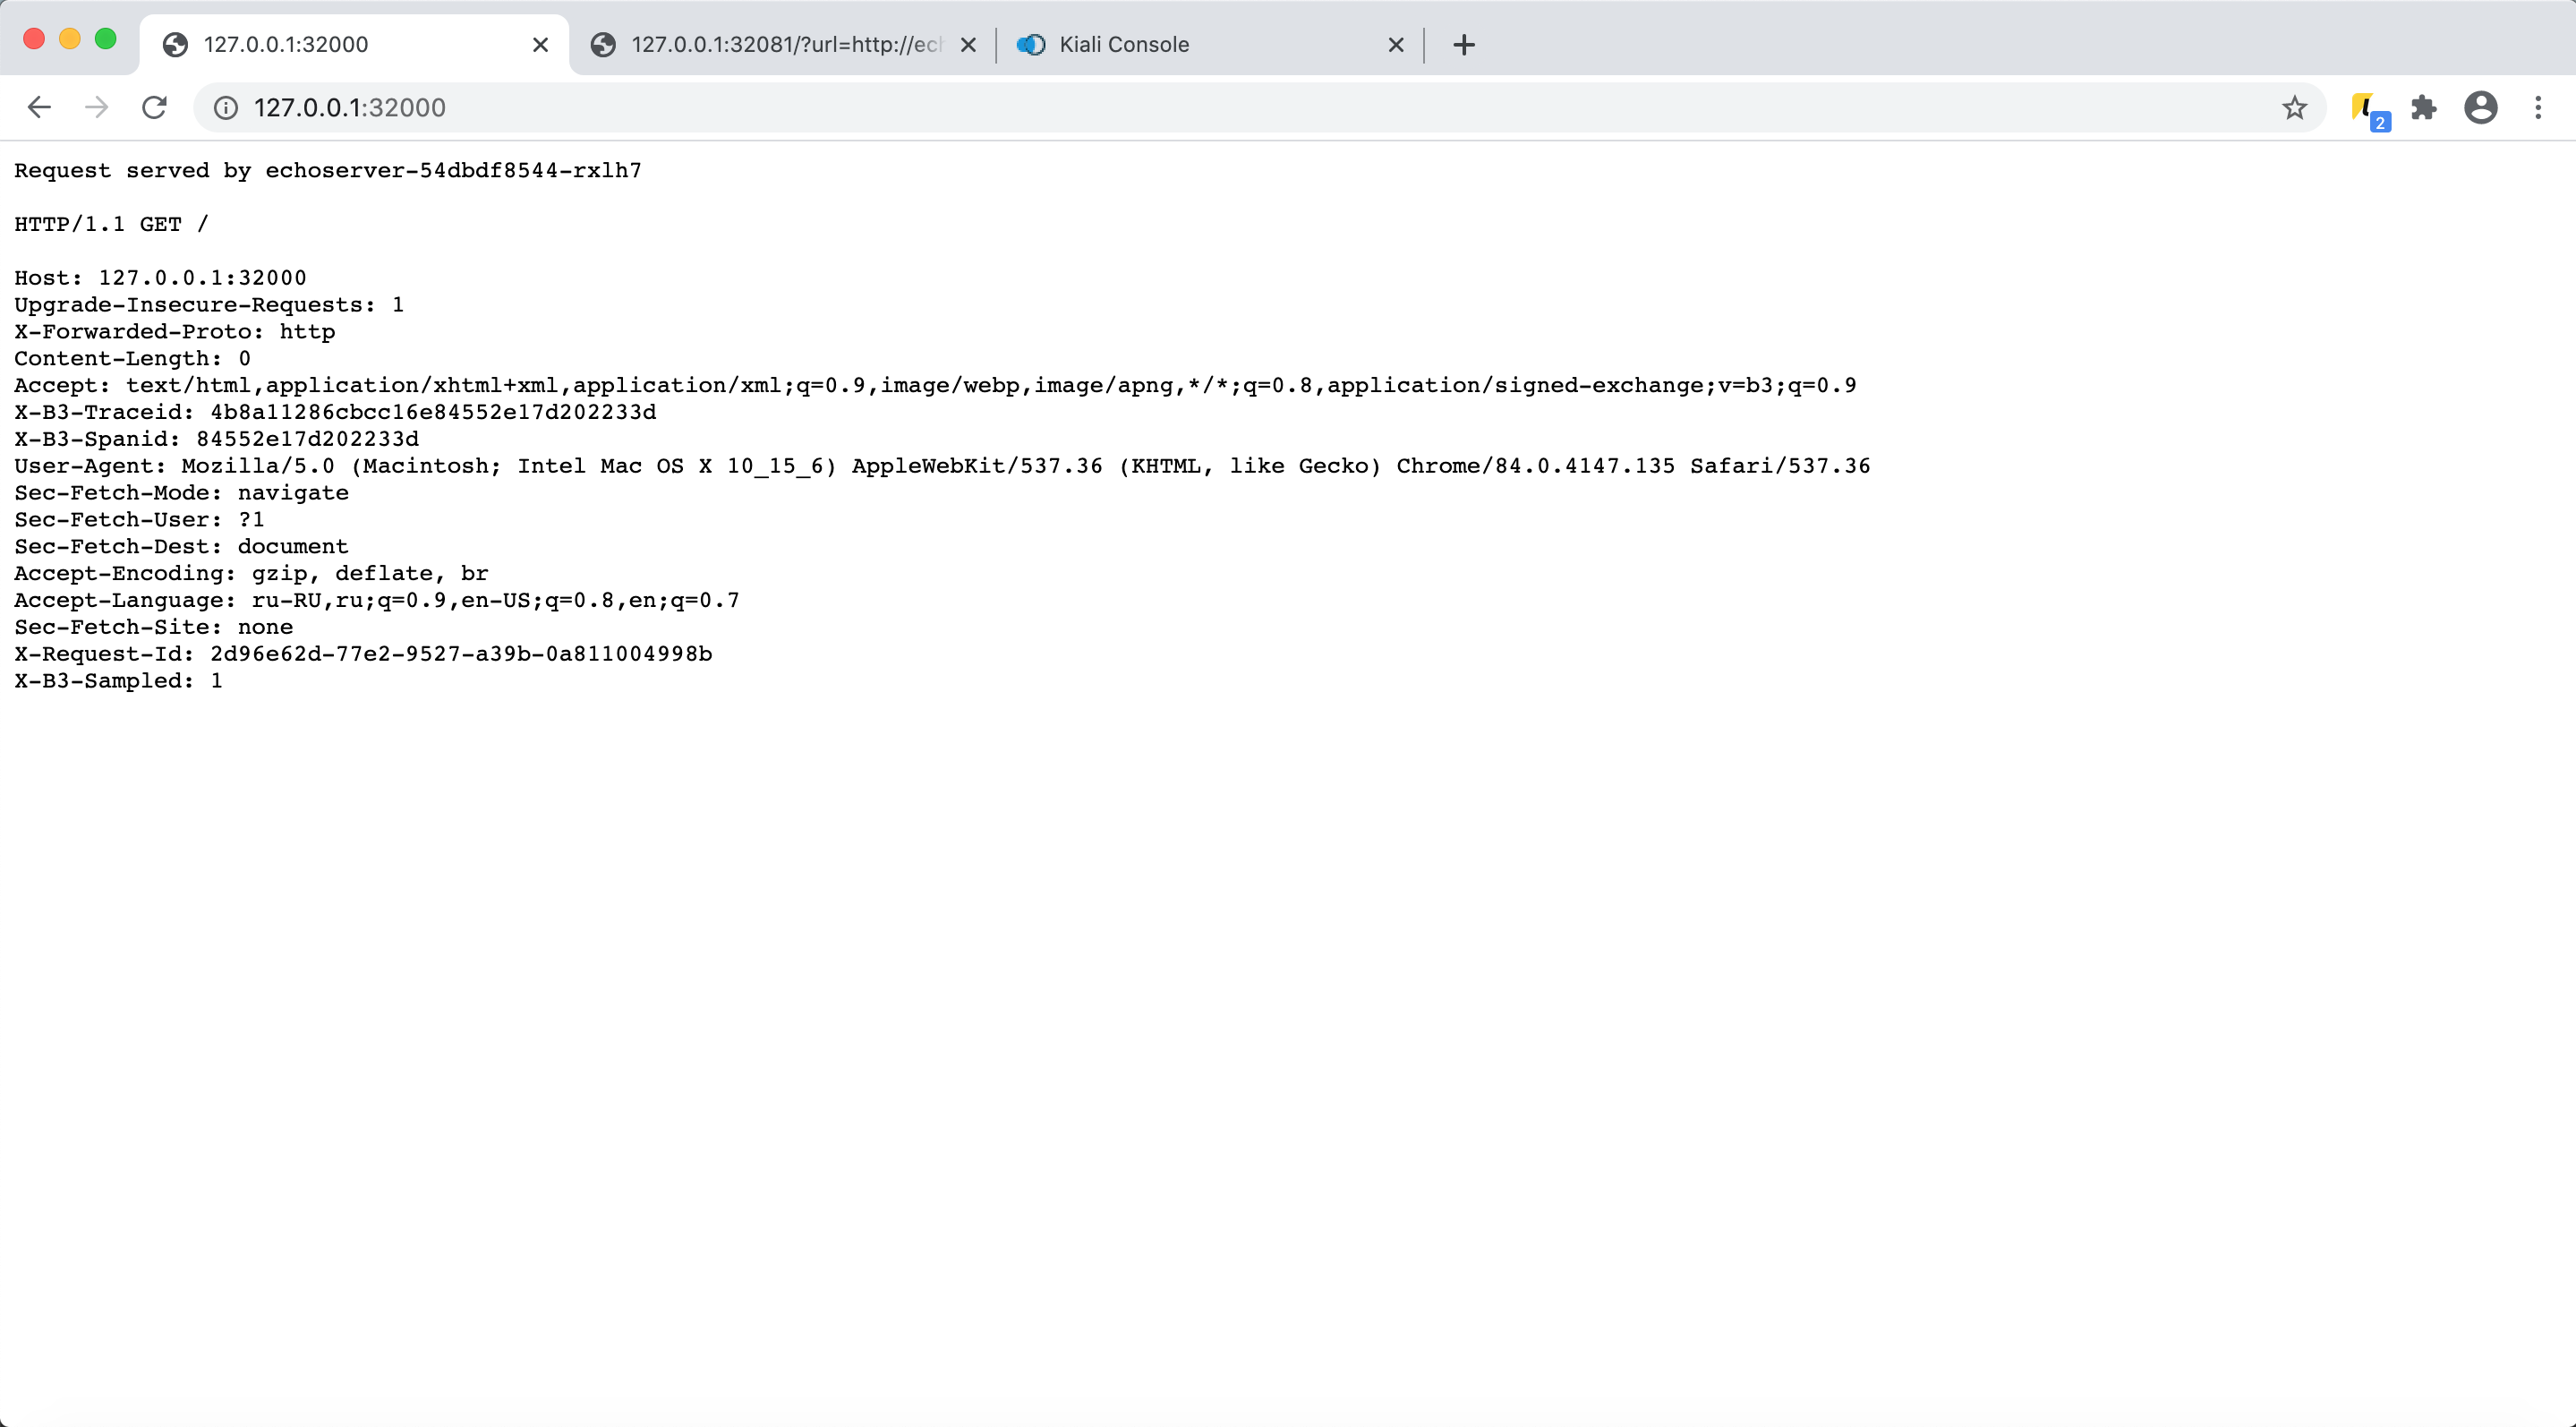 127.0.0.1:32000
127.0.0.1:32081/?url=http://ech
Kiali Console
127.0.0.1:32000
2
Request served by echoserver-54dbdf8544-rxlh7
HTTP/1.1 GET /
Host: 127.0.0.1:32000
Upgrade-Insecure-Requests: 1
X-Forwarded-Proto: http
Content-Length: 0
Accept: text/html,application/xhtml+xml,application/xml;q=0.9,image/webp,image/apng,*/*;q=0.8,application/signed-exchange;v=b3;q=0.9
X-B3-Traceid: 4b8a11286cbcc16e84552e17d202233d
X-B3-Spanid: 84552e17d202233d
User-Agent: Mozilla/5.0 (Macintosh; Intel Mac OS X 10_15_6) AppleWebKit/537.36 (KHTML, like Gecko) Chrome/84.0.4147.135 Safari/537.36
Sec-Fetch-Mode: navigate
Sec-Fetch-User: ?1
Sec-Fetch-Dest: document
Accept-Encoding: gzip, deflate, br
Accept-Language: ru-RU,ru;q=0.9,en-US;q=0.8,en;q=0.7
Sec-Fetch-Site: none
X-Request-Id: 2d96e62d-77e2-9527-a39b-0a811004998b
X-B3-Sampled: 1